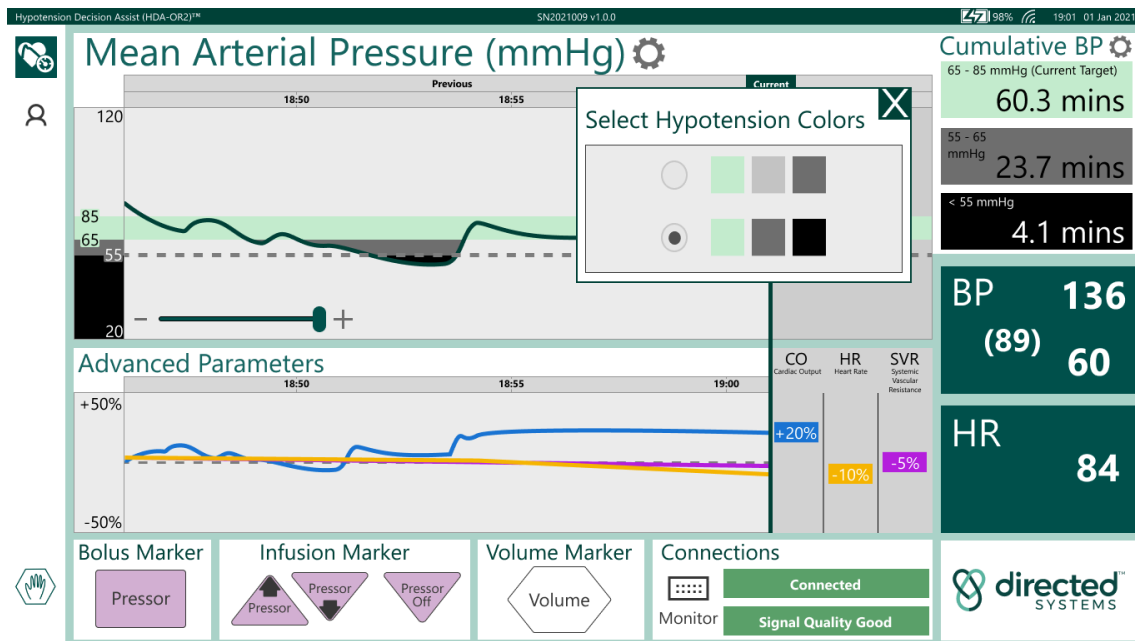 Hypotension Decision Assist (HDA-OR2)™
SN2021009 v1.0.0
98%
19:01 01 Jan 2021
Mean Arterial Pressure (mmHg)
Previous
Current
18:50
18:55
120
85
65
55
20
Select Hypotension Colors
X
Cumulative BP
65 - 85 mmHg (Current Target)
60.3 mins
55 - 65
mmHg
23.7 mins
< 55 mmHg
4.1 mins
BP
136
(89)
60
HR
84
Advanced Parameters
18:50
18:55
19:00
+50%
-50%
CO
Cardiac Output
HR
Heart Rate
SVR
Systemic
Vascular
Resistance
+20%
-10%
-5%
Bolus Marker
Pressor
Infusion Marker
Pressor
Pressor
Pressor
Off
Volume Marker
Volume
Connections
Monitor
Connected
Signal Quality Good
directed™
SYSTEMS